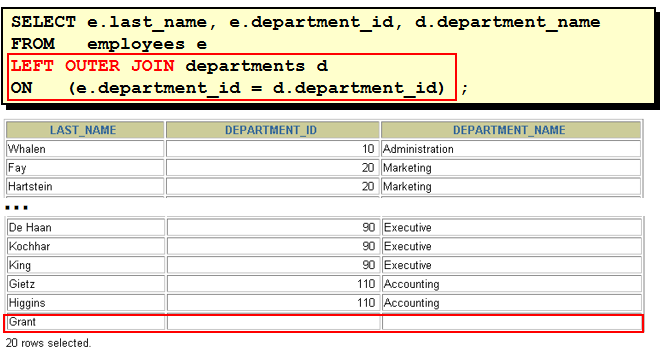 SELECT e.last_name, e.department_id, d.department_name
FROM employees e
LEFT OUTER JOIN departments d
ON (e.department_id = d.department_id) ;
LAST_NAME DEPARTMENT_ID DEPARTMENT_NAME
Whalen 10 Administration
Fay 20 Marketing
Hartstein 20 Marketing
...
De Haan 90 Executive
Kochhar 90 Executive
King 90 Executive
Gietz 110 Accounting
Higgins 110 Accounting
Grant
20 rows selected.